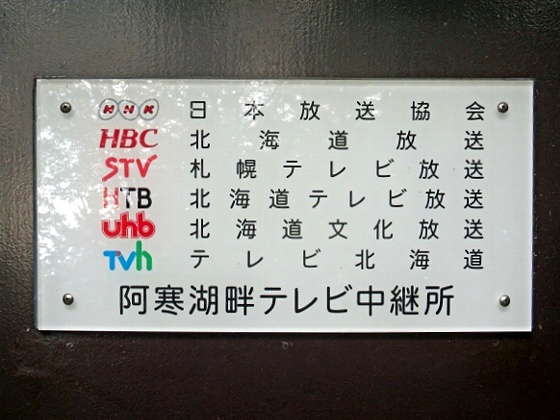 NHK 日本放送協会
HBC 北海道放送
STV 札幌テレビ放送
HTB 北海道テレビ放送
uhb 北海道文化放送
TVh テレビ北海道
阿寒湖畔テレビ中継所